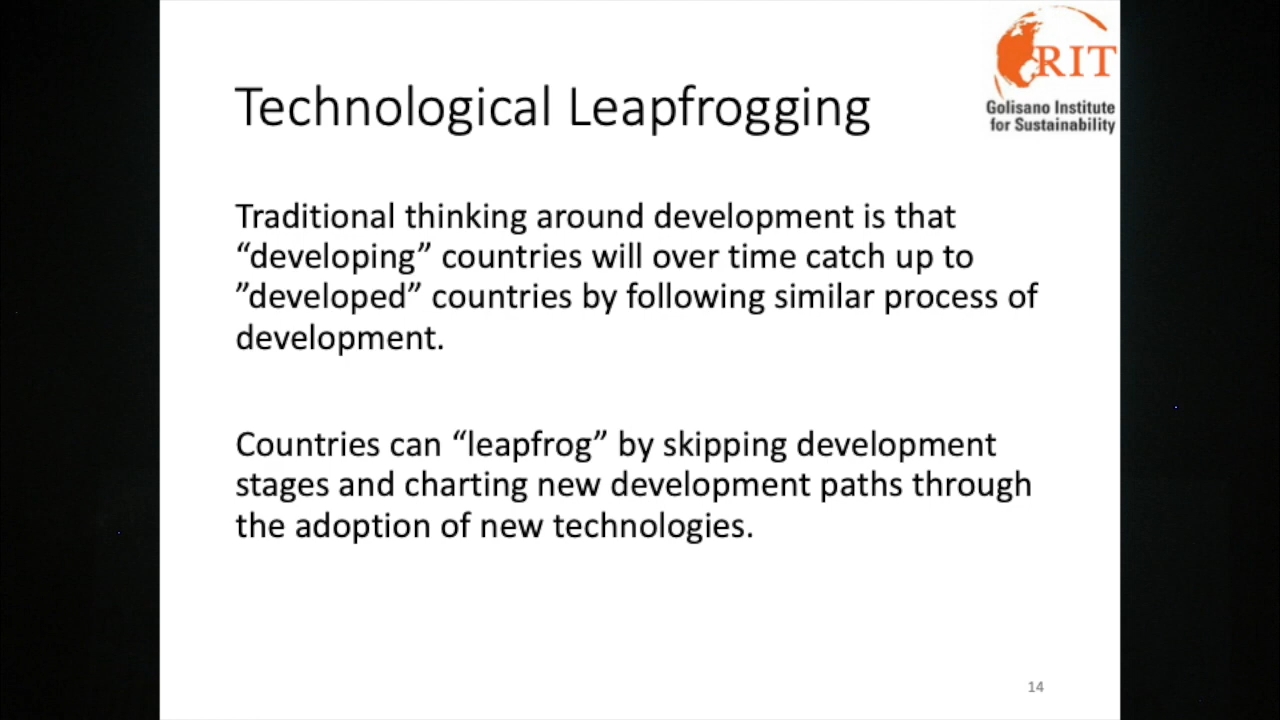 RIT
Golisano Institute
for Sustainability
Technological Leapfrogging
Traditional thinking around development is that
“developing” countries will over time catch up to
”developed” countries by following similar process of
development.
Countries can “leapfrog” by skipping development
stages and charting new development paths through
the adoption of new technologies.
14